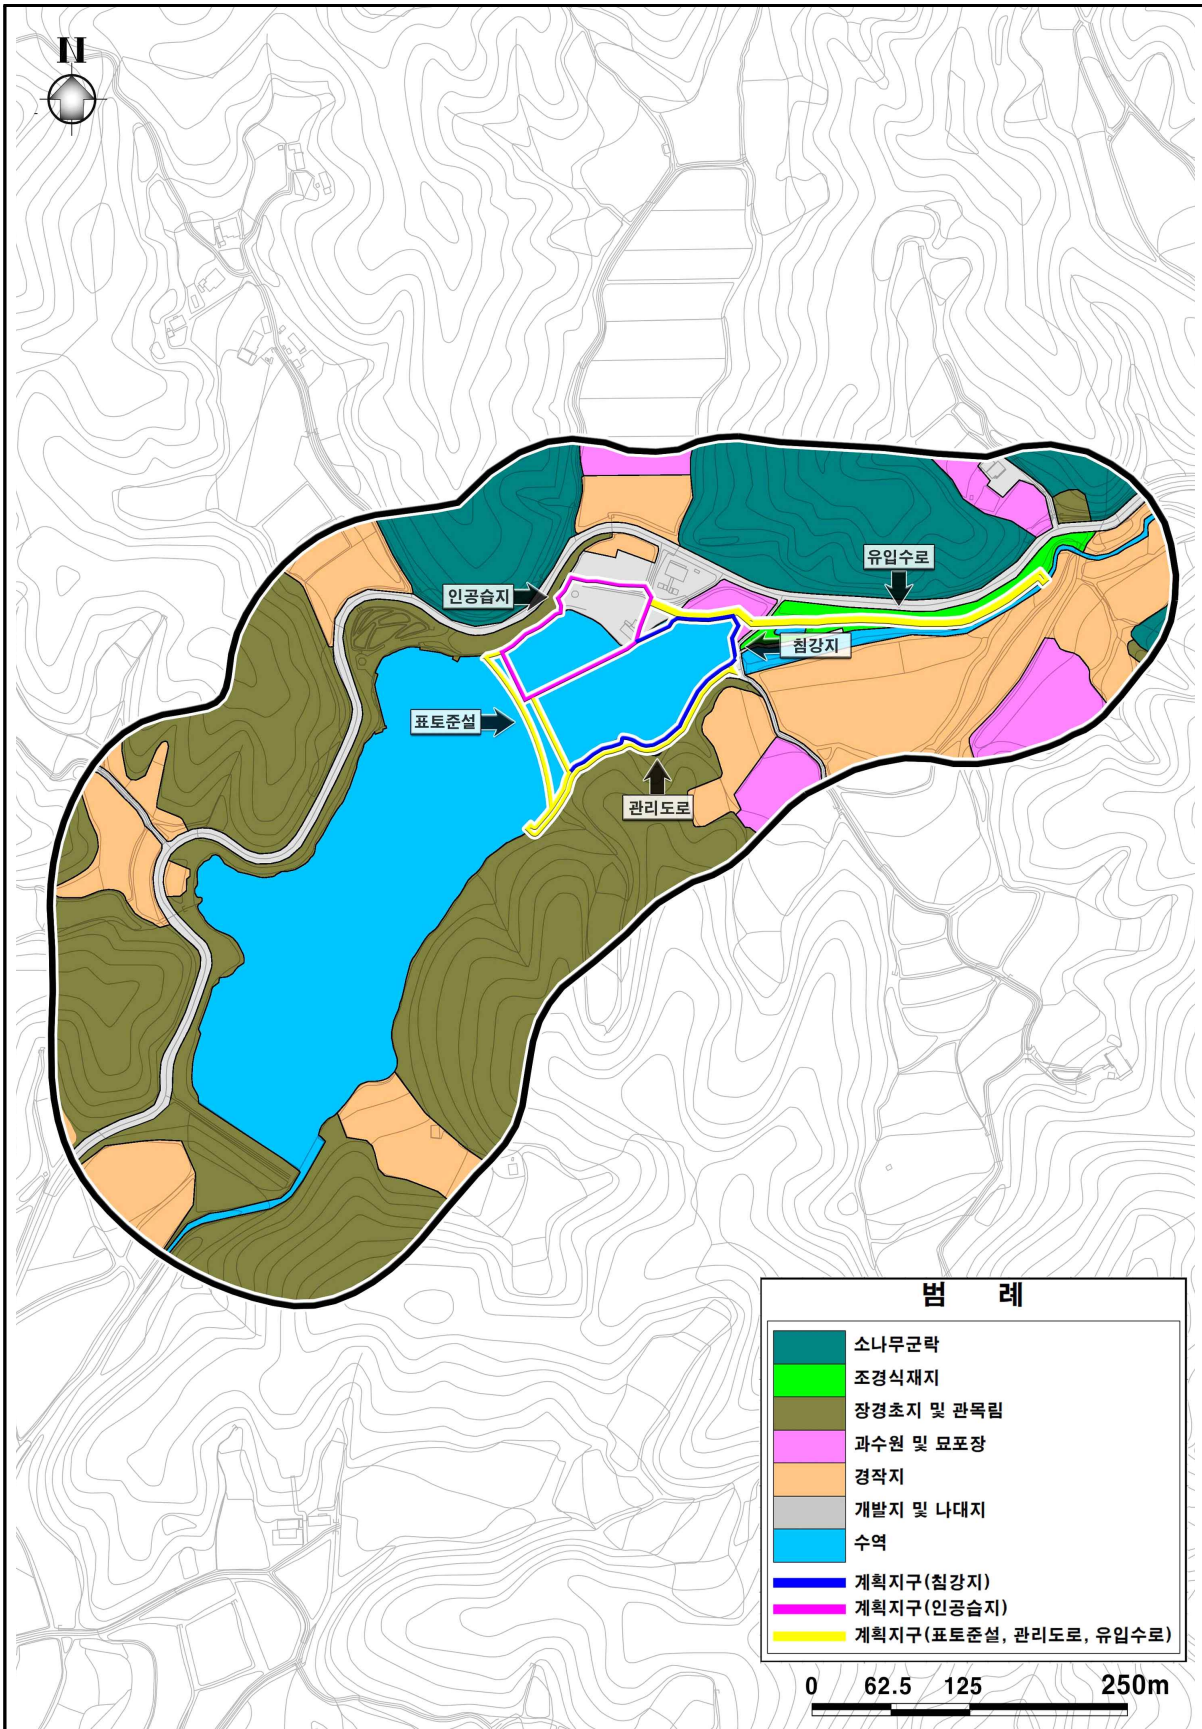 N
유입수로
인공습지
침강지
표토준설
관리도로
범 례
소나무군락
조경식재지
장경초지 및 관목림
과수원 및 묘포장
경작지
개발지 및 나대지
수역
계획지구(침강지)
계획지구(인공습지)
계획지구(표토준설, 관리도로, 유입수로)
0 62.5 125 250m